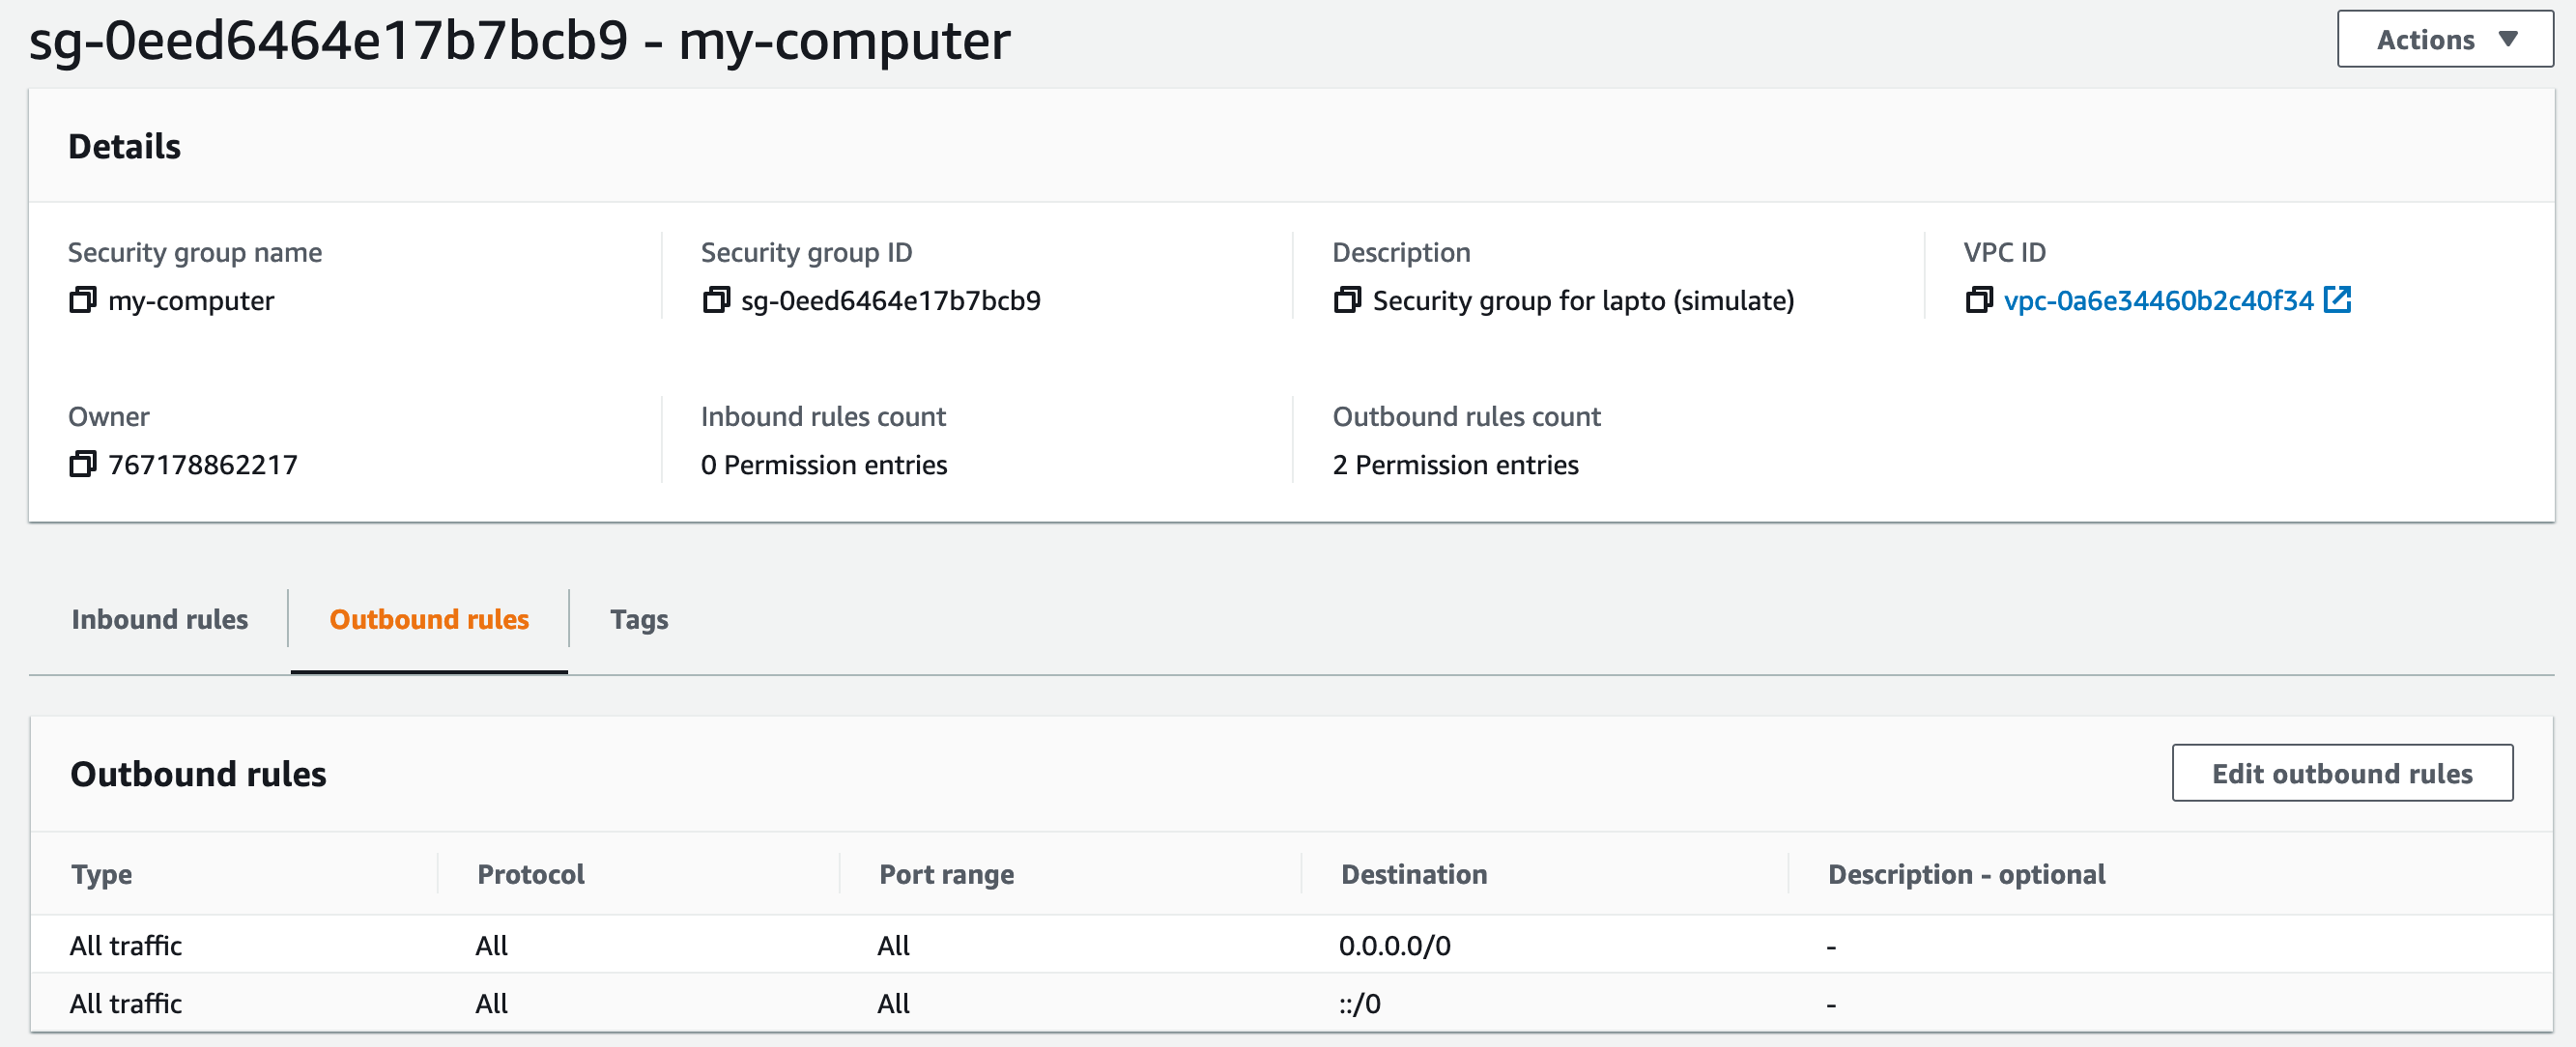 sg-0eed6464e17b7bcb9 - my-computer
Actions
Details
Security group name
my-computer
Security group ID
sg-0eed6464e17b7bcb9
Description
Security group for lapto (simulate)
VPC ID
vpc-0a6e34460b2c40f34
Owner
767178862217
Inbound rules count
0 Permission entries
Outbound rules count
2 Permission entries
Inbound rules
Outbound rules
Tags
Outbound rules
Edit outbound rules
Type Protocol Port range Destination Description - optional
All traffic All All 0.0.0.0/0 -
All traffic All All ::/0 -